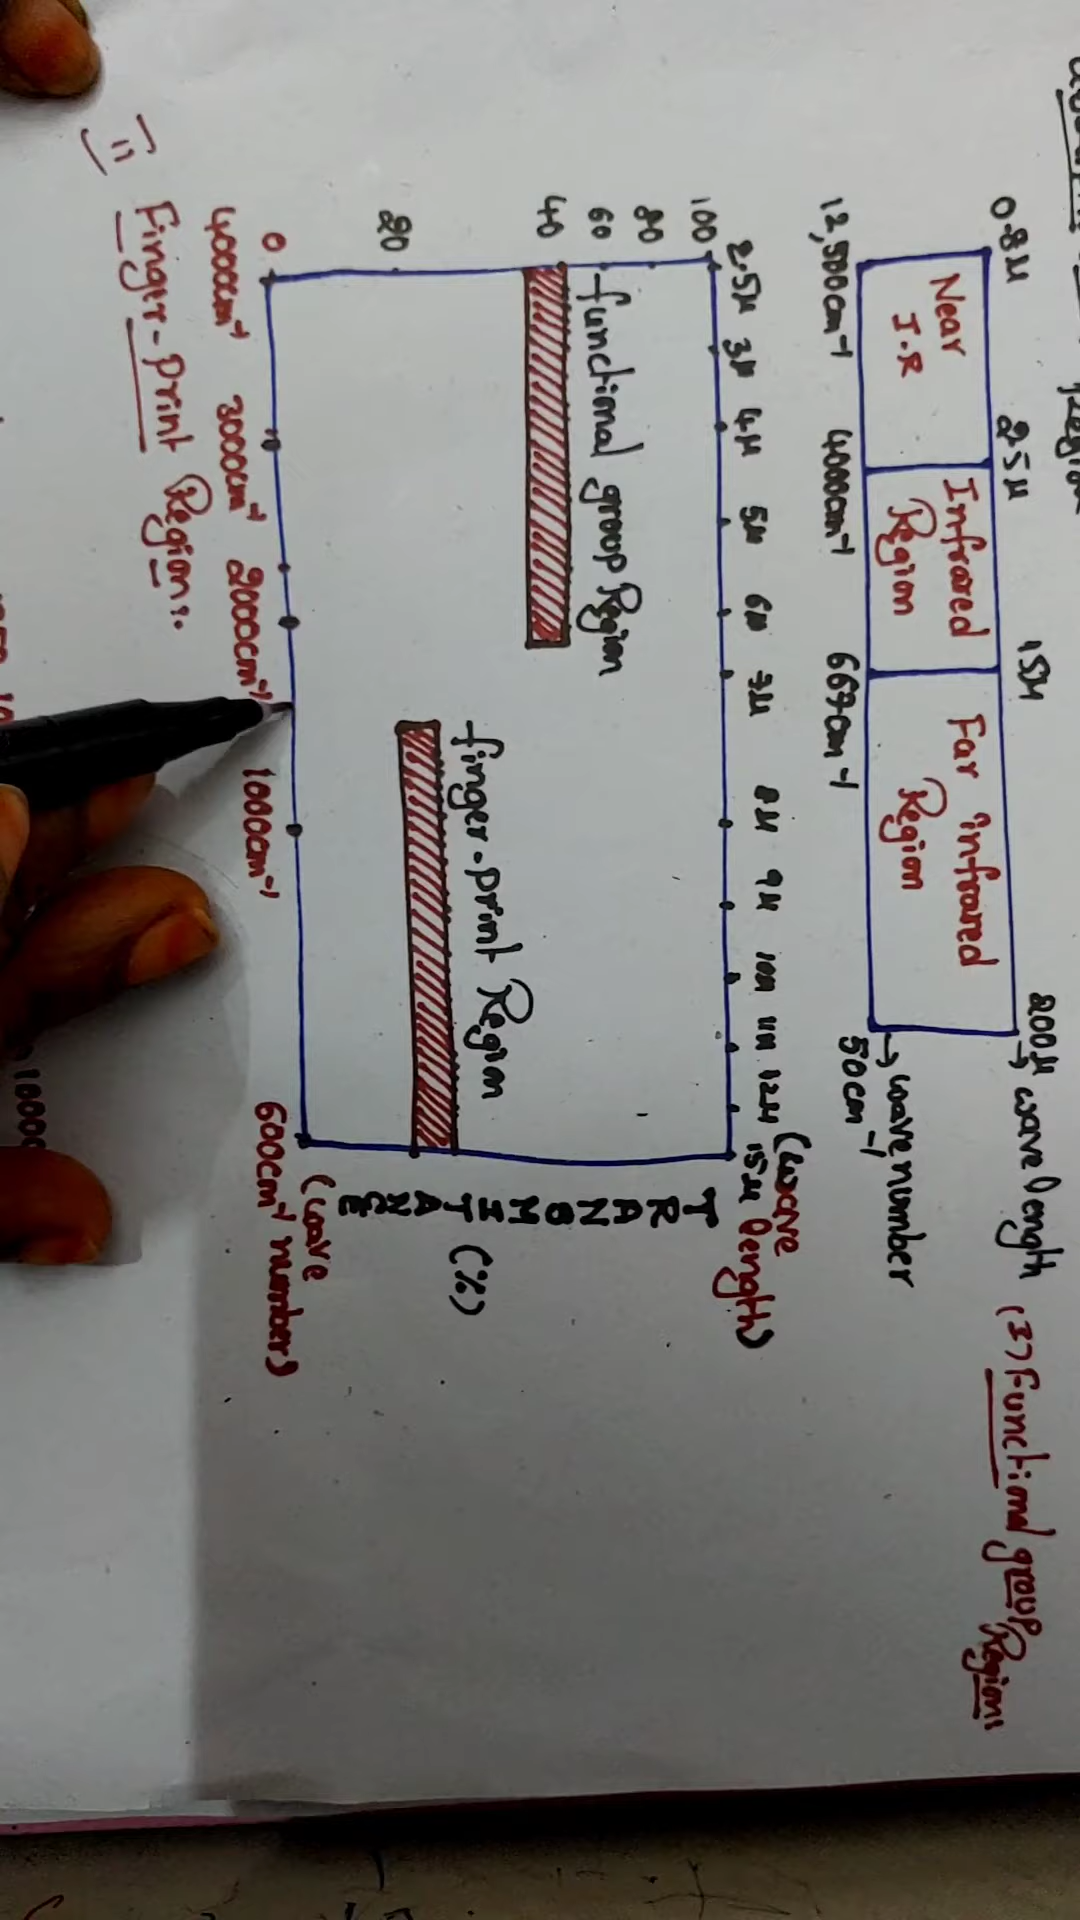 Region
0.8μ 25μ 15μ 200μ → wave length
Near I.R
Infrared Region
Far infrared Region
12,500cm⁻¹ 4000cm⁻¹ 667cm⁻¹ 50cm⁻¹
→ wave number
(I) Functional group Region:
2.5μ 3μ 4μ 5μ 6μ 7μ 8μ 9μ 10μ 11μ 12μ 15μ (wave length)
100
80
60
40
20
0
functional group Region
finger-print Region
TRANSMITANCE (%)
4000cm⁻¹ 3000cm⁻¹ 2000cm⁻¹ 1000cm⁻¹ 600cm⁻¹ (wave number)
II Finger-print Region: